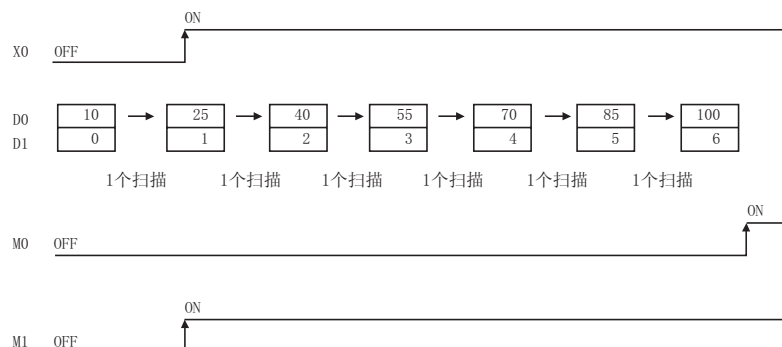 ON
X0 OFF
D0 10 25 40 55 70 85 100
D1 0 1 2 3 4 5 6
1个扫描 1个扫描 1个扫描 1个扫描 1个扫描 1个扫描
ON
M0 OFF
ON
M1 OFF